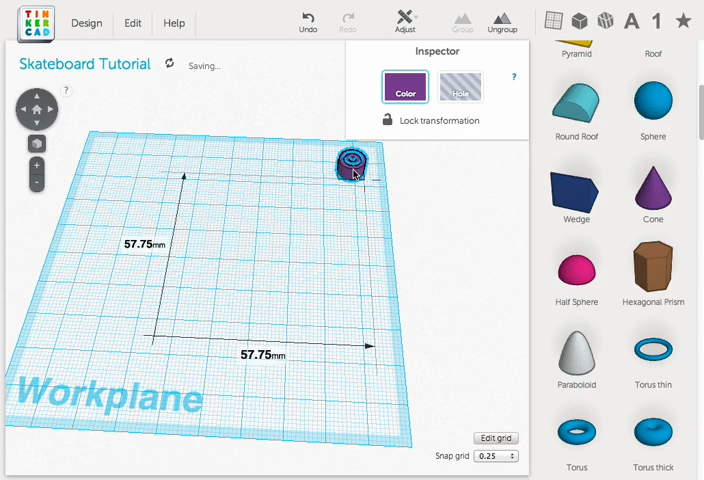 TIN
KER
CAD
Design
Edit
Help
Undo
Redo
Adjust
Group
Ungroup
A
1
Skateboard Tutorial
Saving..
?
Inspector
Color
Hole
?
Lock transformation
+
-
57.75mm
57.75mm
Workplane
Edit grid
Snap grid 0.25
Pyramid
Roof
Round Roof
Sphere
Wedge
Cone
Half Sphere
Hexagonal Prism
Paraboloid
Torus thin
Torus
Torus thick